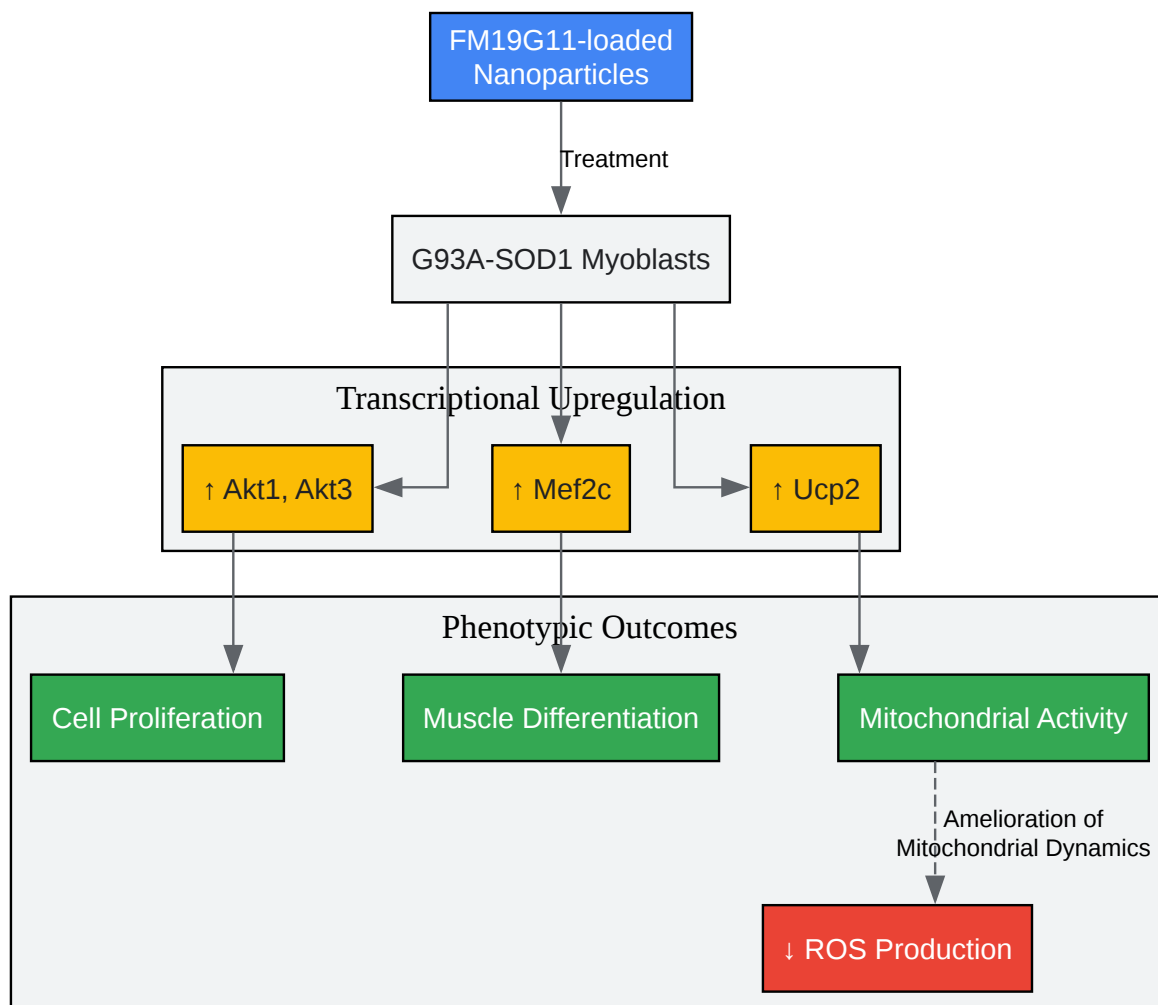 FM19G11-loaded
Nanoparticles
Treatment
G93A-SOD1 Myoblasts
Transcriptional Upregulation
↑ Akt1, Akt3
↑ Mef2c
↑ Ucp2
Phenotypic Outcomes
Cell Proliferation
Muscle Differentiation
Mitochondrial Activity
Amelioration of
Mitochondrial Dynamics
↓ ROS Production